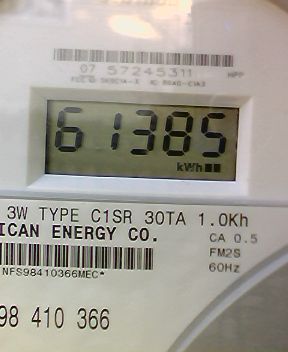 07 57245311 HPP
61385
kWh
3W TYPE C1SR 30TA 1.0Kh
ICAN ENERGY CO. CA 0.5
FM2S
NFS98410366MEC* 60Hz
98 410 366